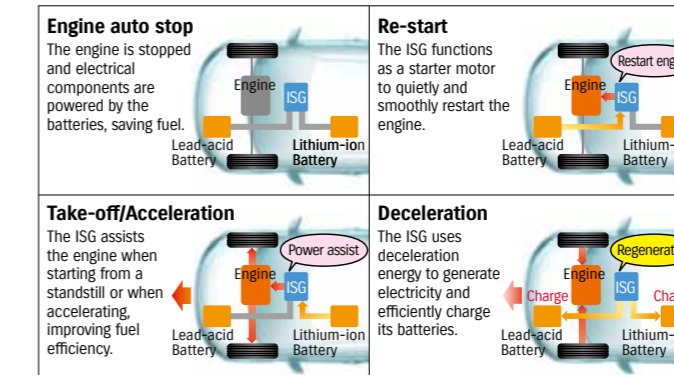 Engine auto stop
The engine is stopped
and electrical
components are
powered by the
batteries, saving fuel.
Engine
ISG
Lead-acid
Battery
Lithium-ion
Battery
Re-start
The ISG functions
as a starter motor
to quietly and
smoothly restart the
engine.
Restart eng
Engine
ISG
Lead-acid
Battery
Lithium-
Battery
Take-off/Acceleration
The ISG assists
the engine when
starting from a
standstill or when
accelerating,
improving fuel
efficiency.
Power assist
Engine
ISG
Lead-acid
Battery
Lithium-ion
Battery
Deceleration
The ISG uses
deceleration
energy to generate
electricity and
efficiently charge
its batteries.
Regenerat
Engine
ISG
Charge
Cha
Lead-acid
Battery
Lithium-
Battery